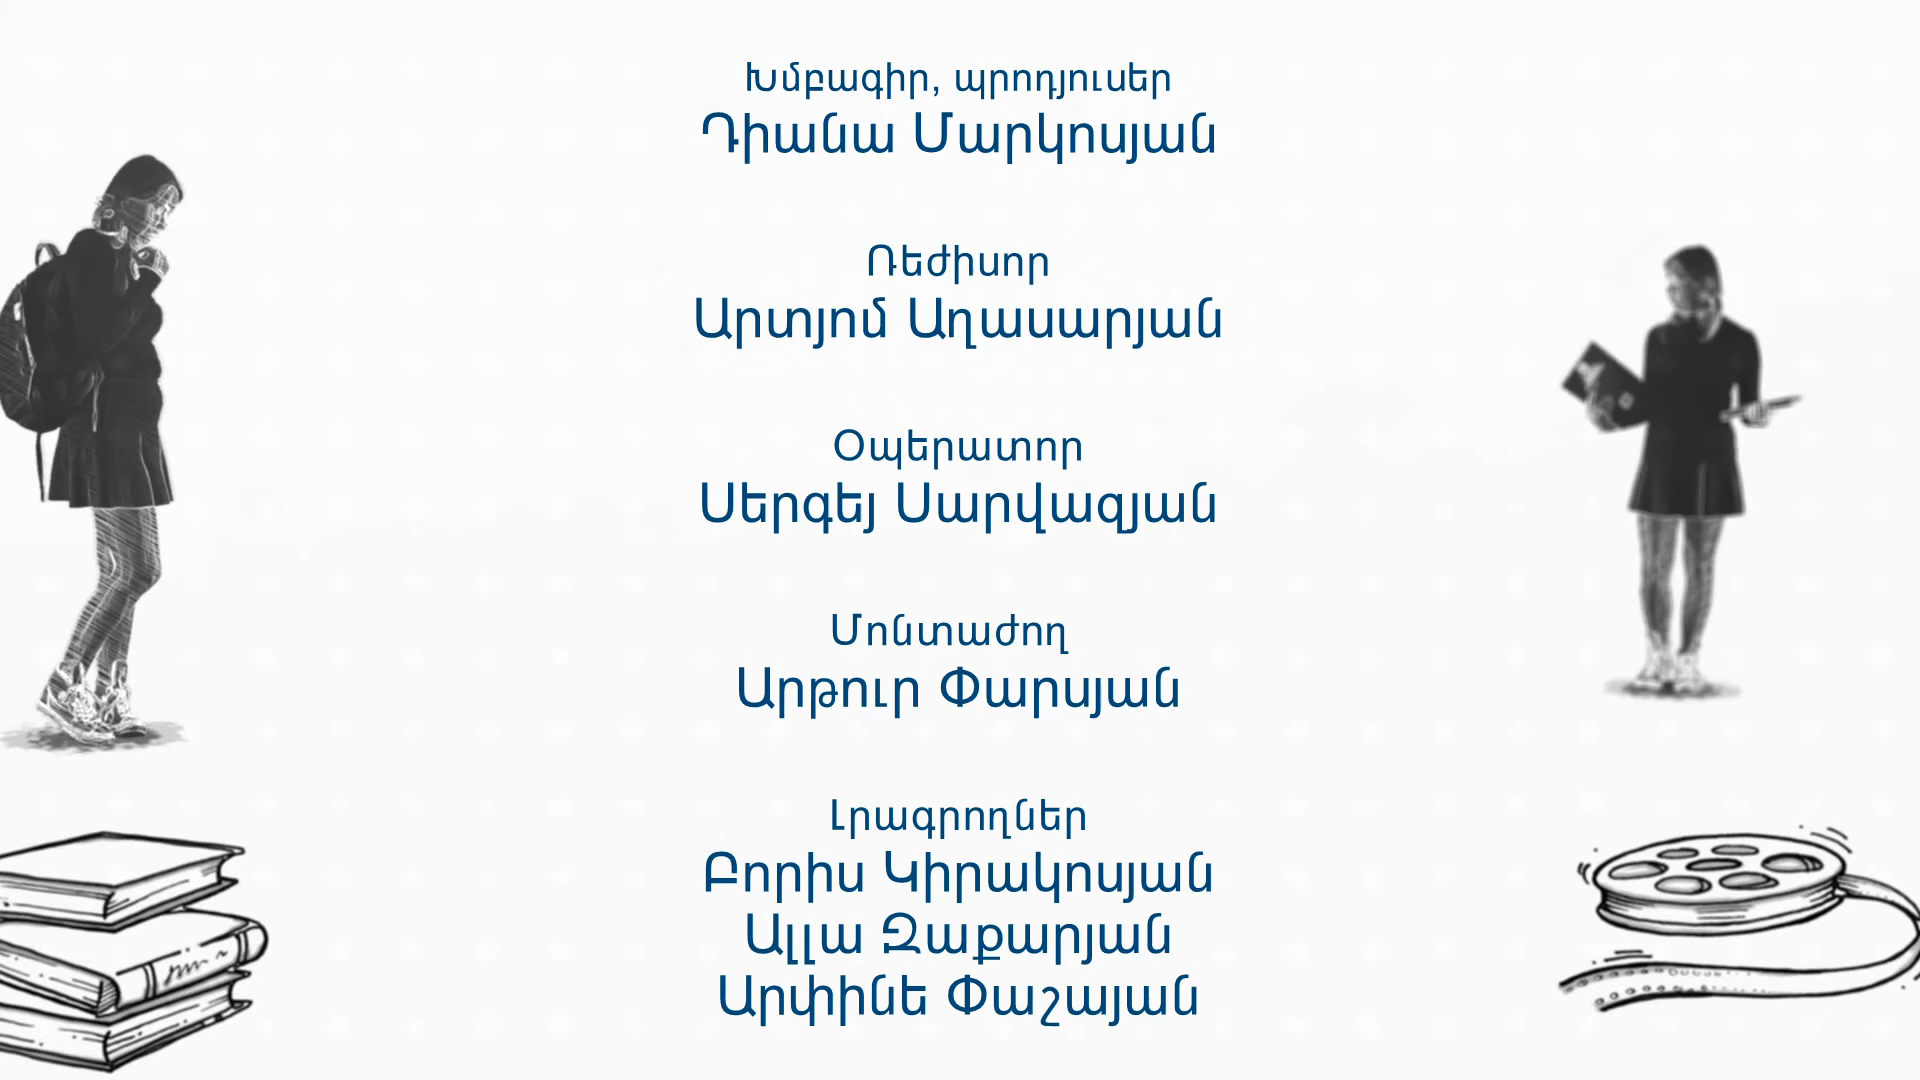 Խմբագիր, պրոդյուսեր
Դիանա Մարկոսյան
Ռեժիսոր
Արտյոմ Աղասարյան
Օպերատոր
Սերգեյ Սարվազյան
Մոնտաժող
Արթուր Փարսյան
Լրագրողներ
Բորիս Կիրակոսյան
Ալլա Զաքարյան
Արփինե Փաշայան